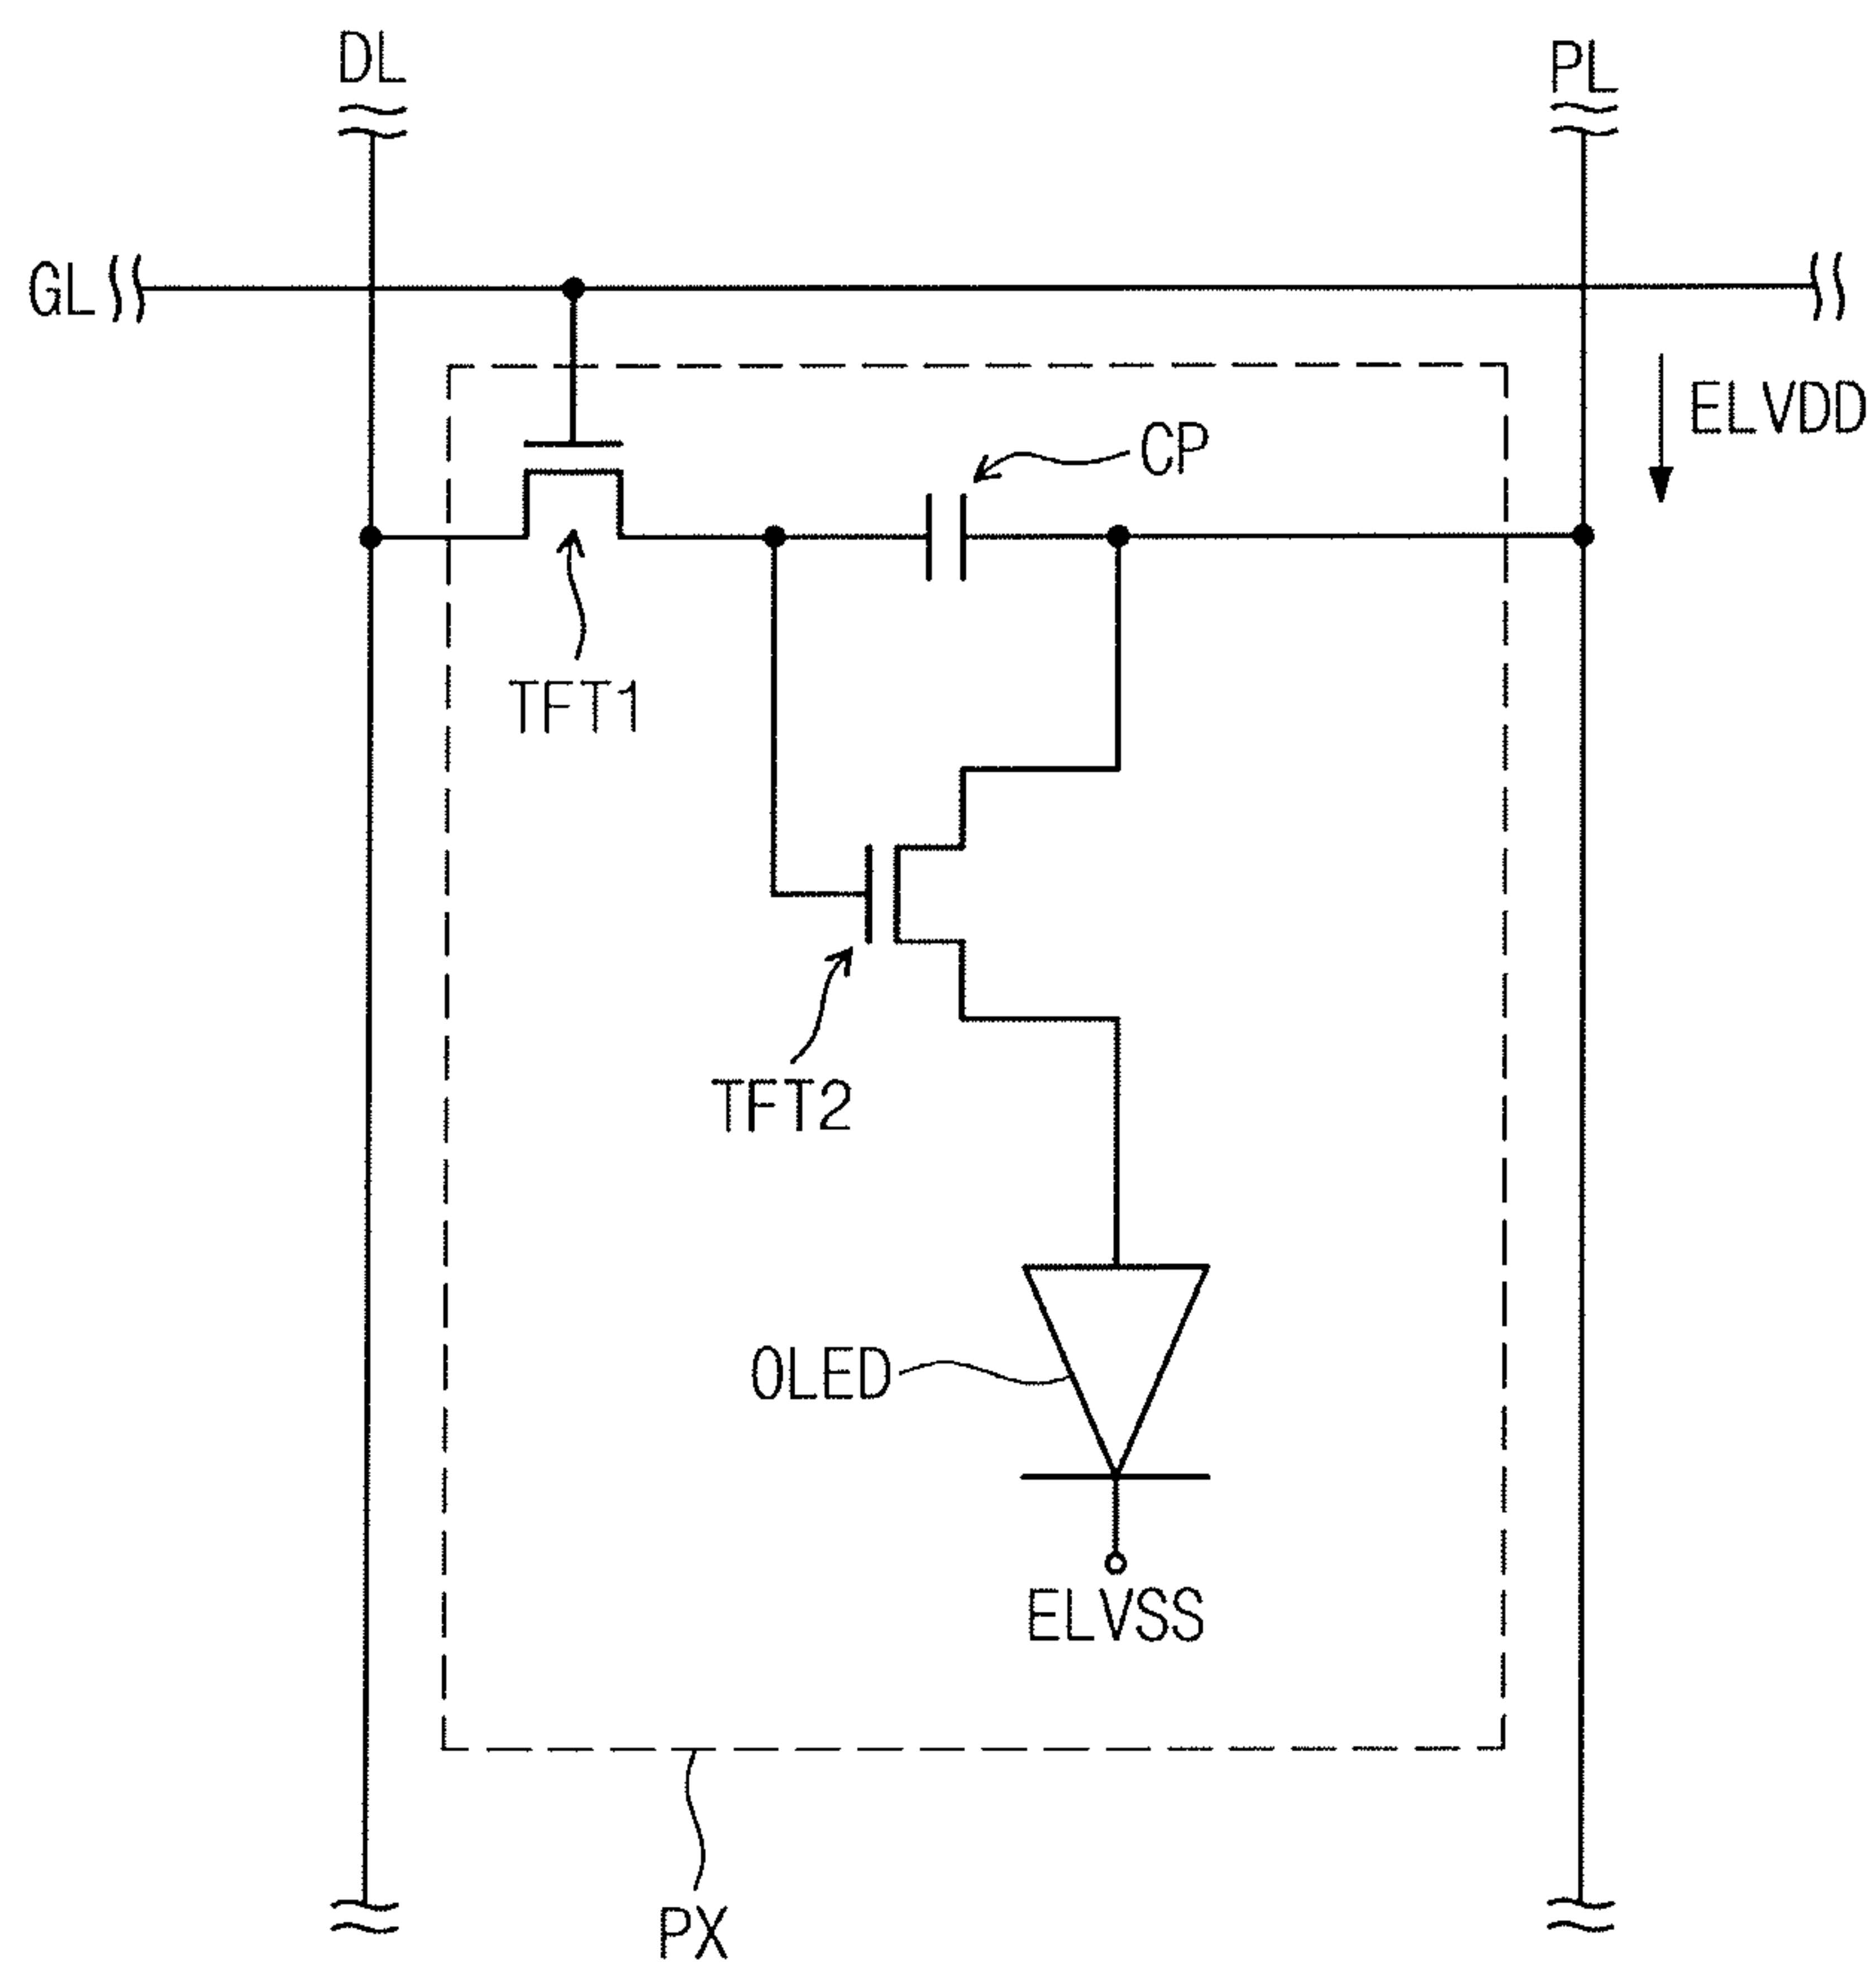 DL
PL
GL
ELVDD
CP
TFT1
TFT2
OLED
ELVSS
PX